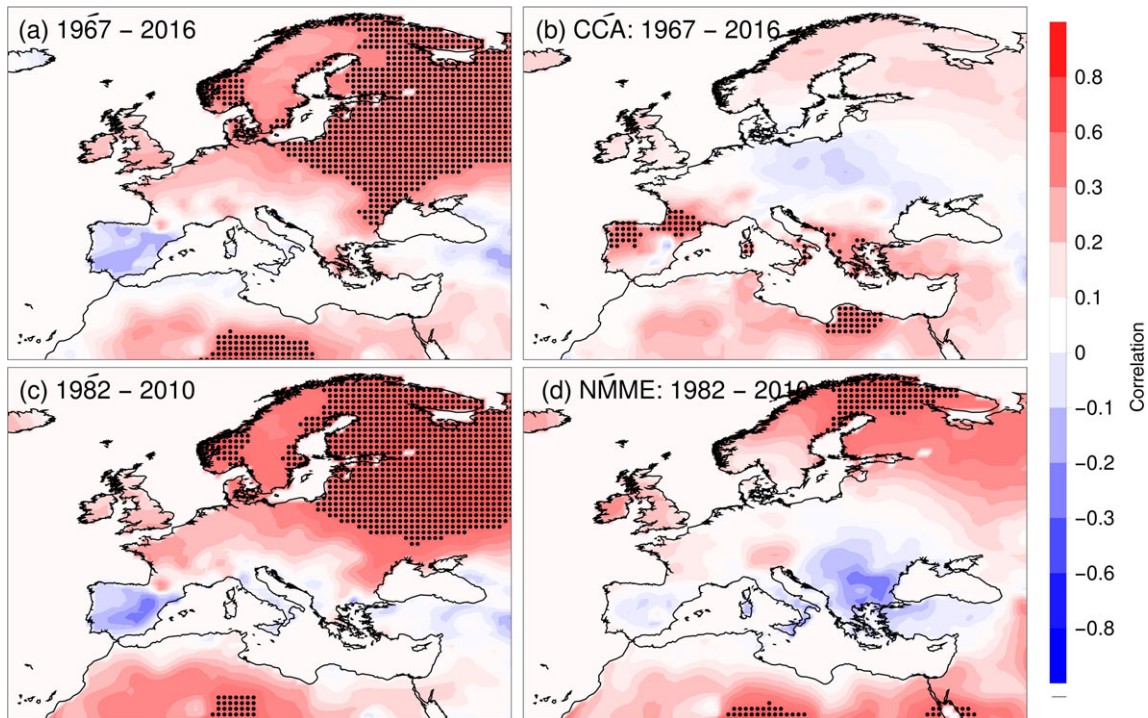 (a) 1967 – 2016
(b) CCA: 1967 – 2016
(c) 1982 – 2010
(d) NMME: 1982 – 2010
0.8
0.6
0.3
0.2
0.1
0
−0.1
−0.2
−0.3
−0.6
−0.8
Correlation